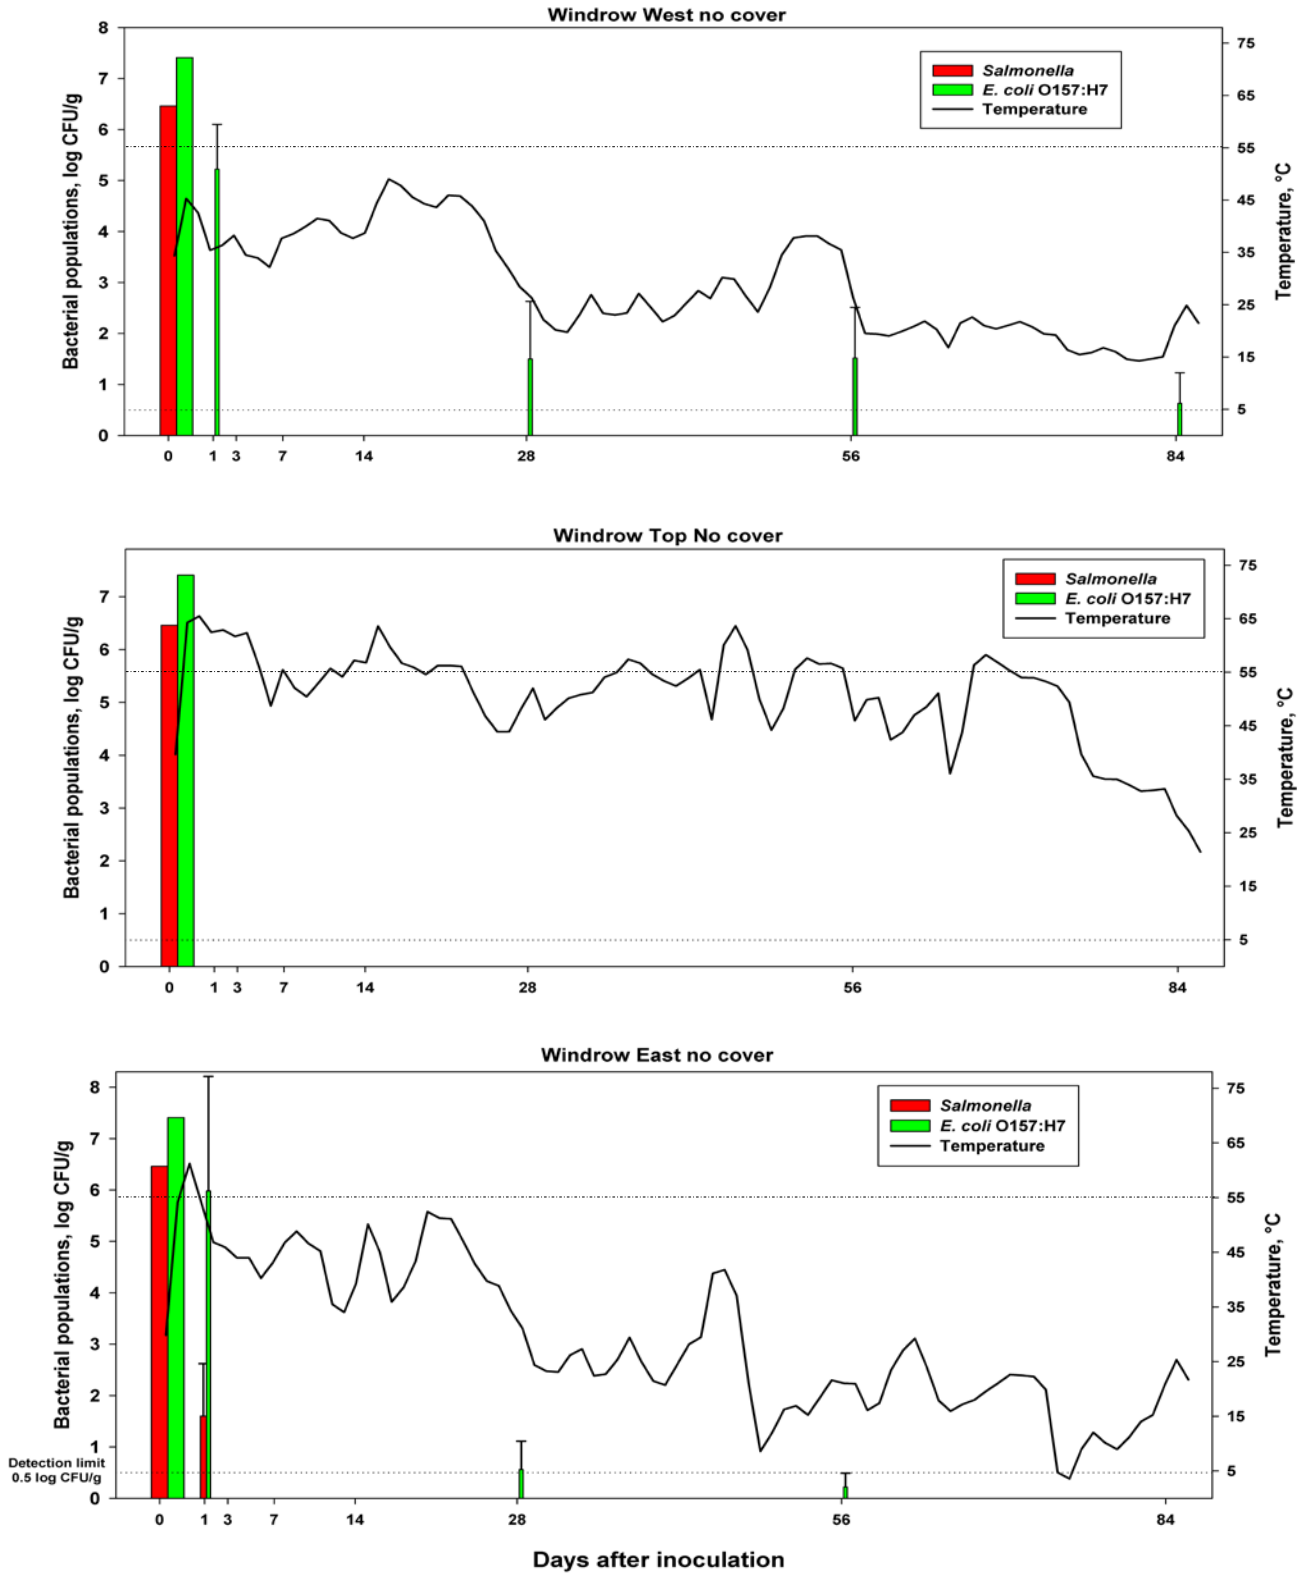 Windrow West no cover
Bacterial populations, log CFU/g
8
7
6
5
4
3
2
1
0
Salmonella
E. coli O157:H7
Temperature
75
65
55
45
35
25
15
5
Temperature, °C
0 1 3 7 14 28 56 84
Windrow Top No cover
Bacterial populations, log CFU/g
7
6
5
4
3
2
1
0
Salmonella
E. coli O157:H7
Temperature
75
65
55
45
35
25
15
5
Temperature, °C
0 1 3 7 14 28 56 84
Windrow East no cover
Bacterial populations, log CFU/g
8
7
6
5
4
3
2
1
0
Detection limit
0.5 log CFU/g
Salmonella
E. coli O157:H7
Temperature
75
65
55
45
35
25
15
5
Temperature, °C
0 1 3 7 14 28 56 84
Days after inoculation